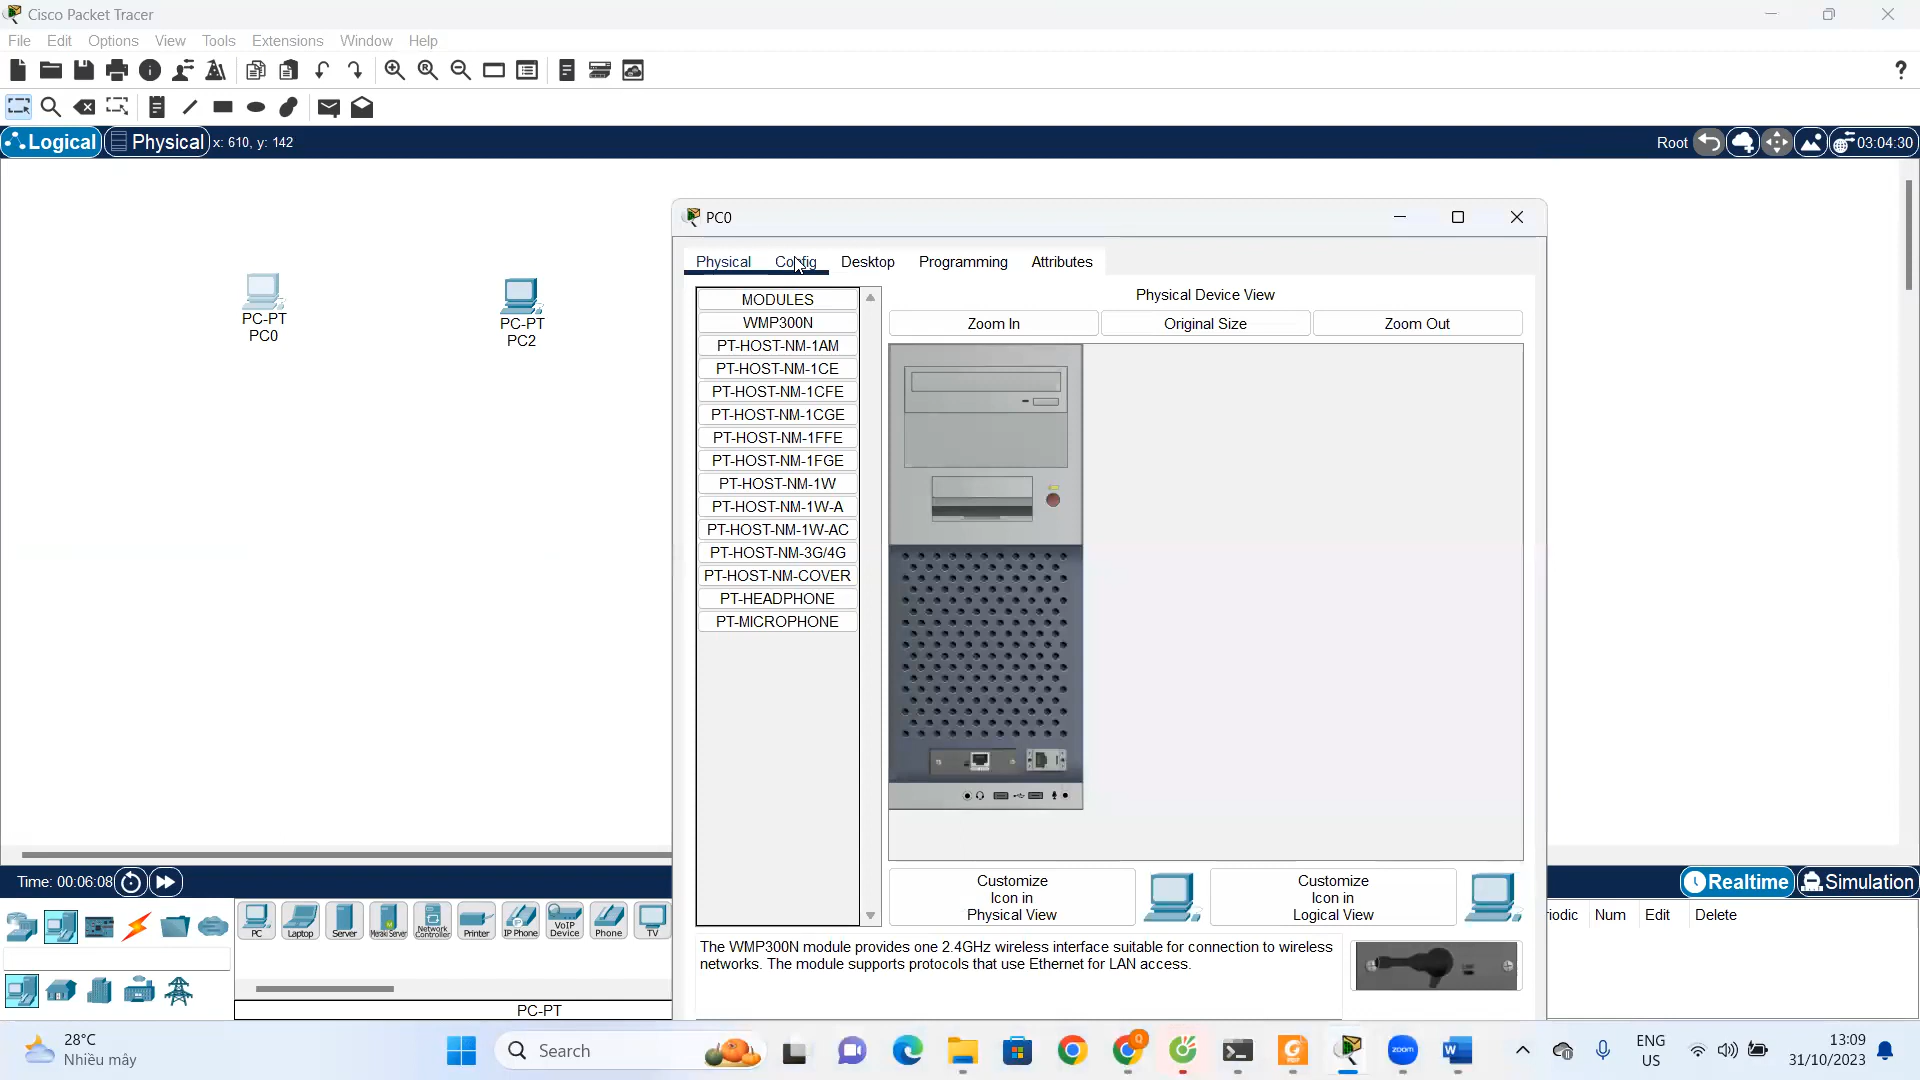 Cisco Packet Tracer
File Edit Options View Tools Extensions Window Help
?
Logical Physical x: 610, y: 142 Root 03:04:30
PC0
Physical Config Desktop Programming Attributes
MODULES
WMP300N
PT-HOST-NM-1AM
PT-HOST-NM-1CE
PT-HOST-NM-1CFE
PT-HOST-NM-1CGE
PT-HOST-NM-1FFE
PT-HOST-NM-1FGE
PT-HOST-NM-1W
PT-HOST-NM-1W-A
PT-HOST-NM-1W-AC
PT-HOST-NM-3G/4G
PT-HOST-NM-COVER
PT-HEADPHONE
PT-MICROPHONE
Physical Device View
Zoom In Original Size Zoom Out
PC-PT
PC0
PC-PT
PC2
Customize
Icon in
Physical View
Customize
Icon in
Logical View
The WMP300N module provides one 2.4GHz wireless interface suitable for connection to wireless
networks. The module supports protocols that use Ethernet for LAN access.
Time: 00:06:08
Realtime Simulation
riodic Num Edit Delete
PC Laptop Server Meraki Server Network Controller Printer IP Phone VoIP Device Phone TV
PC-PT
28°C
Nhiều mây
Search
zoom
ENG
US
13:09
31/10/2023